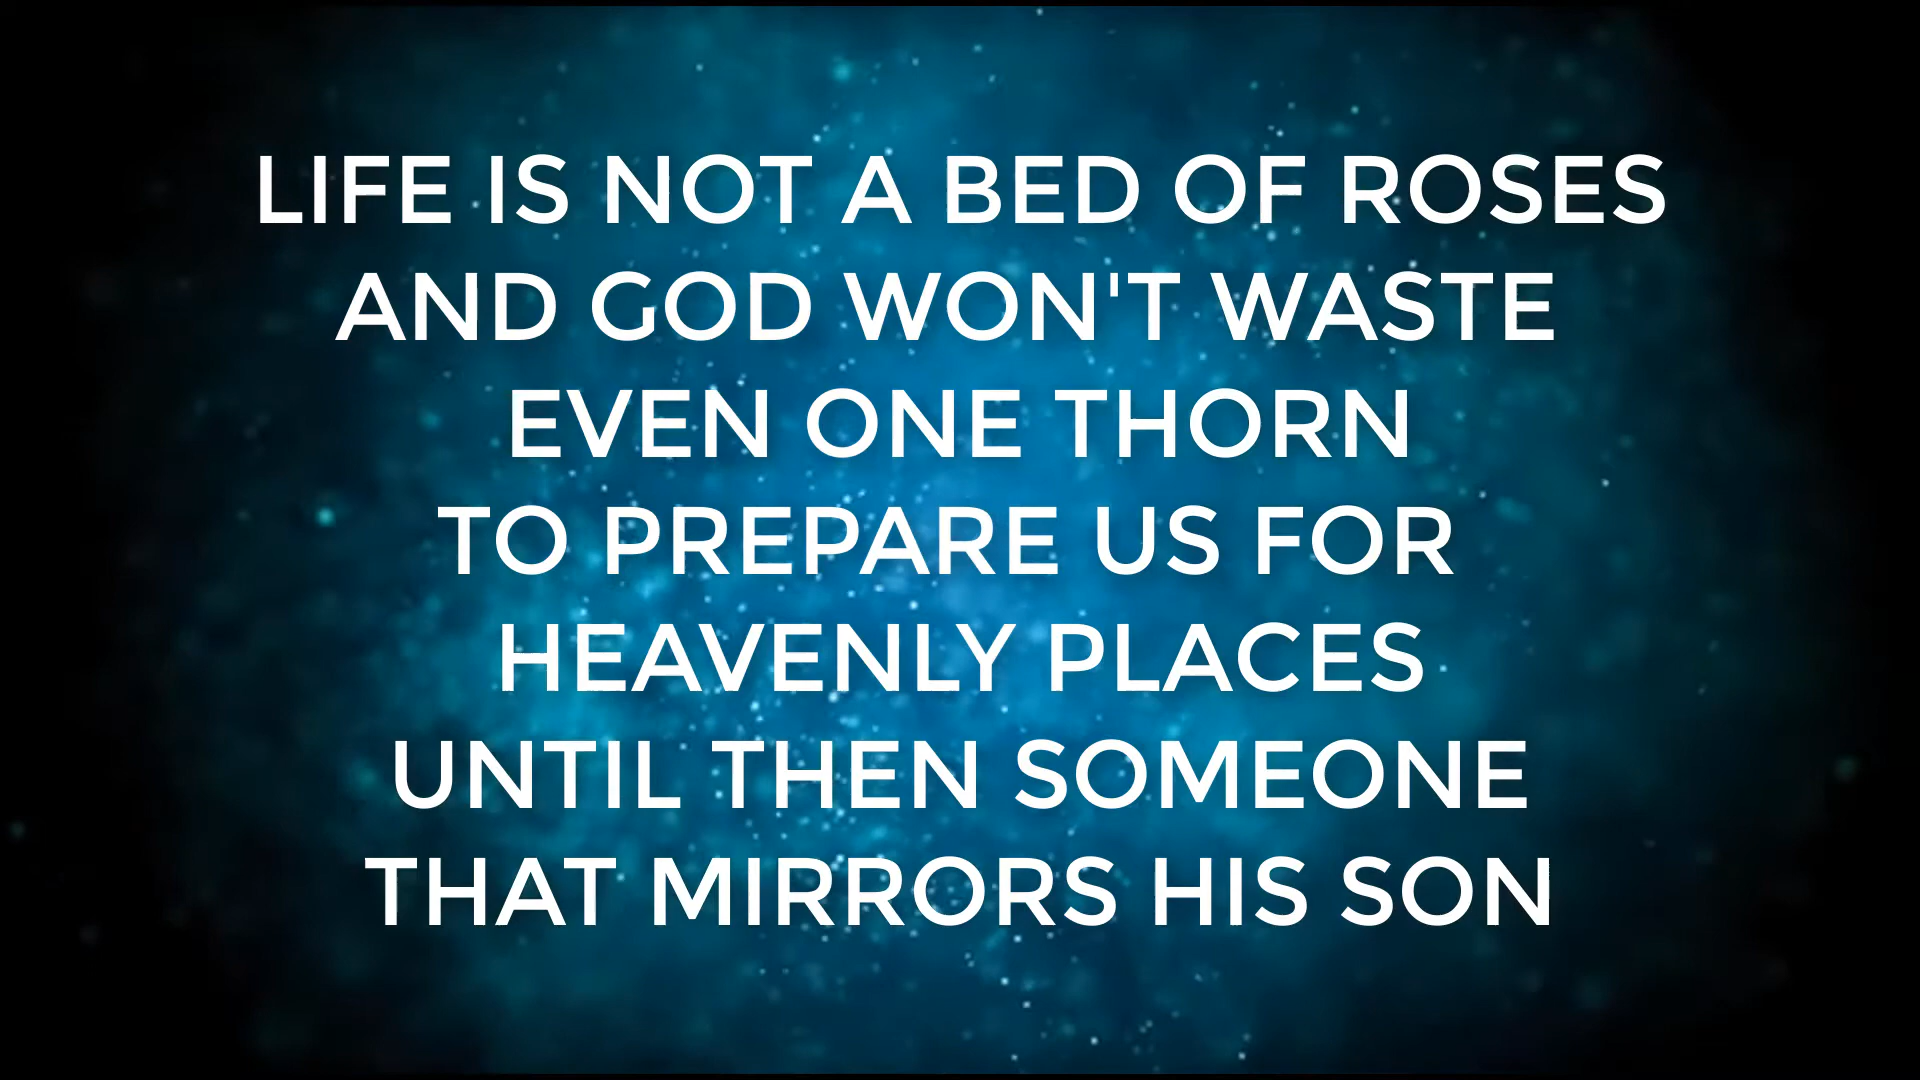 LIFE IS NOT A BED OF ROSES
AND GOD WON'T WASTE
EVEN ONE THORN
TO PREPARE US FOR
HEAVENLY PLACES
UNTIL THEN SOMEONE
THAT MIRRORS HIS SON